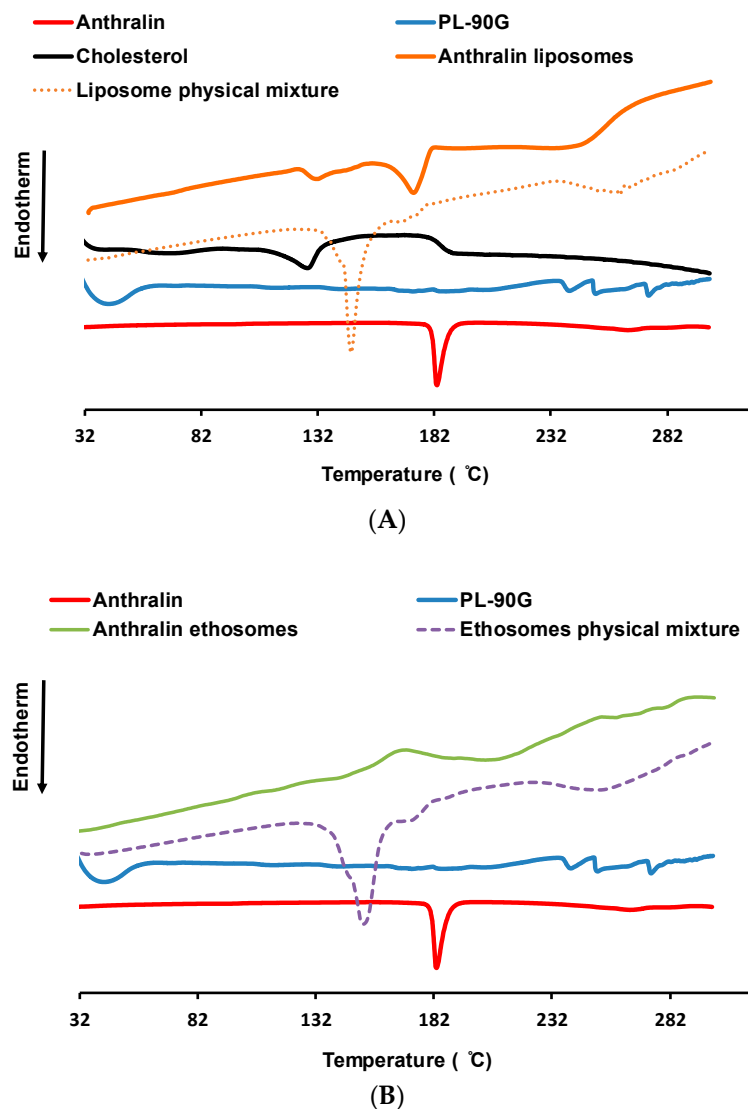 Anthralin PL-90G
Cholesterol Anthralin liposomes
Liposome physical mixture
Endotherm
32 82 132 182 232 282
Temperature ( ℃)
(A)
Anthralin PL-90G
Anthralin ethosomes Ethosomes physical mixture
Endotherm
32 82 132 182 232 282
Temperature ( ℃)
(B)